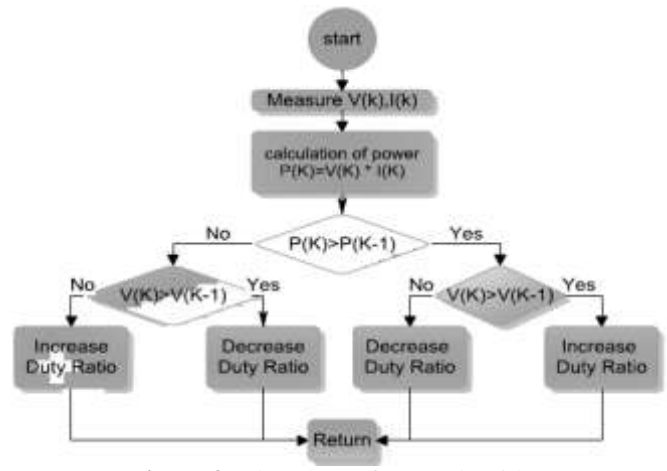 start
Measure V(k),I(k)
calculation of power
P(K)=V(K) * I(K)
P(K)>P(K-1)
No
Yes
No
V(K)>V(K-1)
Yes
No
V(K)>V(K-1)
Yes
Increase
Duty Ratio
Decrease
Duty Ratio
Decrease
Duty Ratio
Increase
Duty Ratio
Return